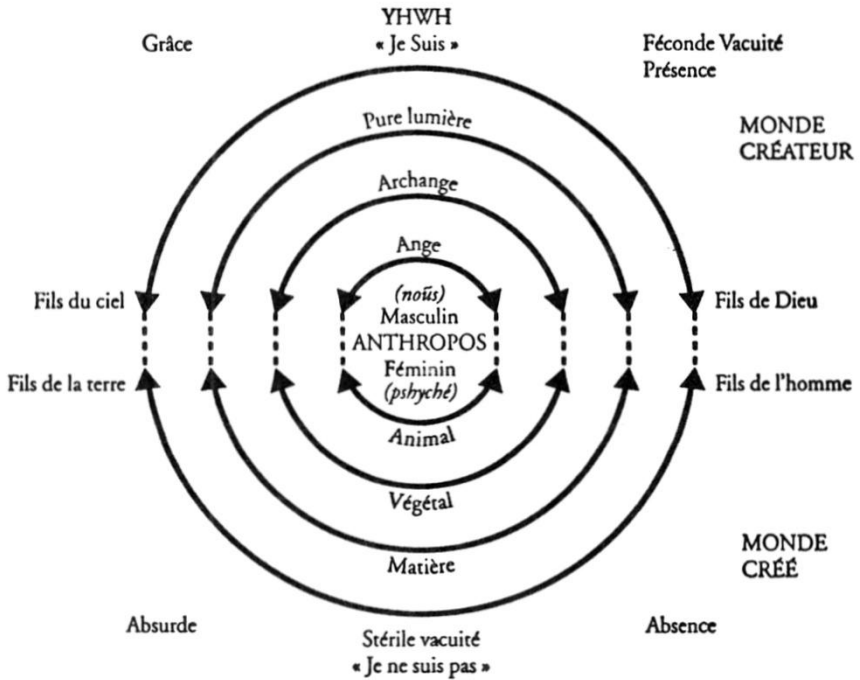 YHWH
Grâce
« Je Suis »
Féconde Vacuité
Présence
MONDE
CRÉATEUR
Pure lumière
Archange
Ange
Fils du ciel
(noüs)
Fils de Dieu
Masculin
ANTHROPOS
Féminin
Fils de la terre
(pshyché)
Fils de l'homme
Animal
Végétal
Matière
MONDE
CRÉÉ
Absurde
Absence
Stérile vacuité
« Je ne suis pas »